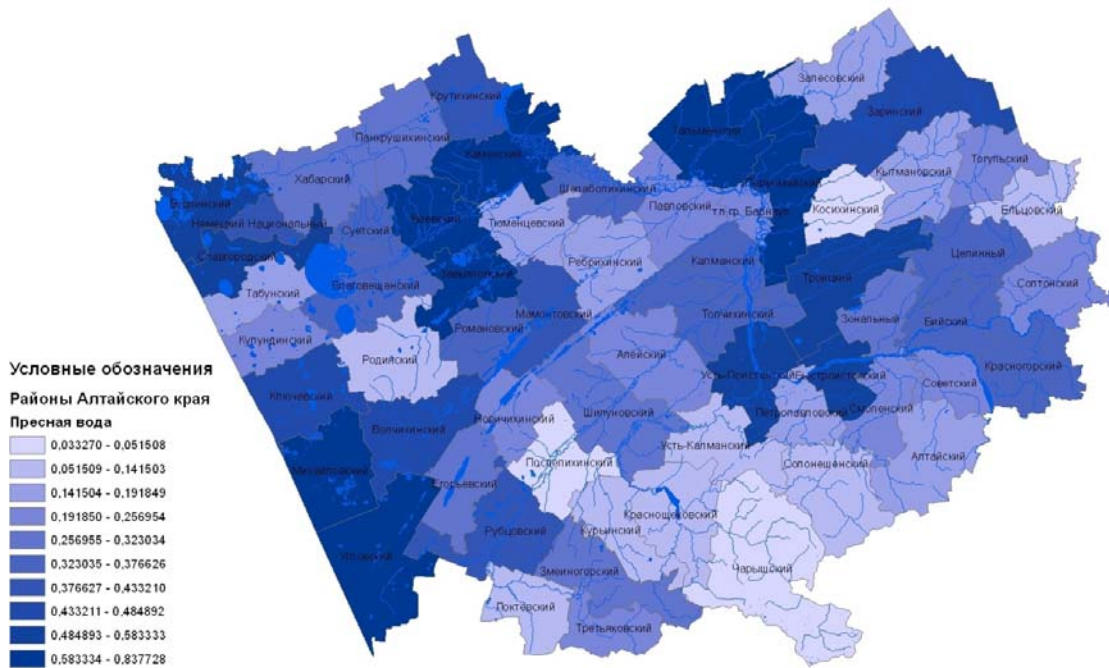 Залесовский
Заринский
Крутихинский
Панкрушихинский
Каменский
Тальменский
Тогульский
Кытмановский
Хабарский
Шелаболихинский
Павловский
г.п-гр. Барнаул
Косихинский
Ельцовский
Немецкий Национальный
Суетский
Баевский
Тюменцевский
Целинный
Славгородский
Завьяловский
Ребрихинский
Калманский
Троицкий
Табунский
Благовещенский
Солтонский
Мамонтовский
Романовский
Топчихинский
Зональный
Бийский
Кулундинский
Родинский
Алейский
Красногорский
Усть-Пристанский
Быстроистокский
Советский
Ключевский
Новичихинский
Шипуновский
Петропавловский
Смоленский
Волчихинский
Усть-Калманский
Алтайский
Михайловский
Поспелихинский
Солонешенский
Егорьевский
Краснощековский
Рубцовский
Курьинский
Угловский
Змеиногорский
Чарышский
Локтевский
Третьяковский
Условные обозначения
Районы Алтайского края
Пресная вода
0,033270 - 0,051508
0,051509 - 0,141503
0,141504 - 0,191849
0,191850 - 0,256954
0,256955 - 0,323034
0,323035 - 0,376626
0,376627 - 0,433210
0,433211 - 0,484892
0,484893 - 0,583333
0,583334 - 0,837728